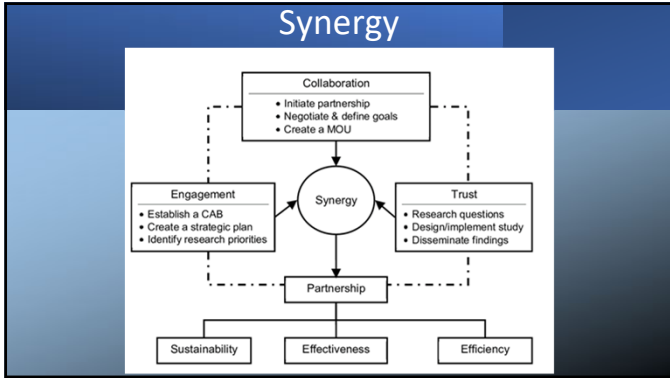 Synergy
Collaboration
• Initiate partnership
• Negotiate & define goals
• Create a MOU
Engagement
• Establish a CAB
• Create a strategic plan
• Identify research priorities
Synergy
Trust
• Research questions
• Design/implement study
• Disseminate findings
Partnership
Sustainability
Effectiveness
Efficiency